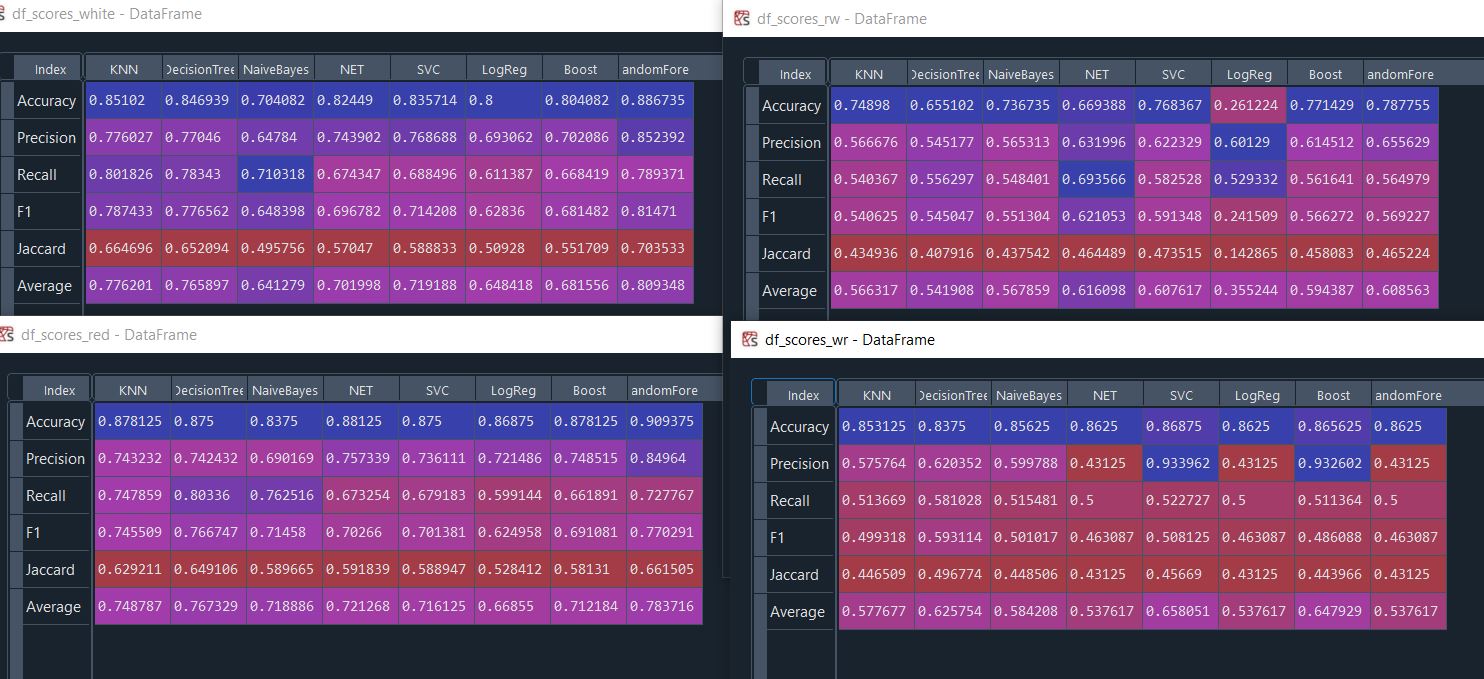 df_scores_white - DataFrame
Index KNN DecisionTree NaiveBayes NET SVC LogReg Boost andomFore
Accuracy 0.85102 0.846939 0.704082 0.82449 0.835714 0.8 0.804082 0.886735
Precision 0.776027 0.77046 0.64784 0.743902 0.768688 0.693062 0.702086 0.852392
Recall 0.801826 0.78343 0.710318 0.674347 0.688496 0.611387 0.668419 0.789371
F1 0.787433 0.776562 0.648398 0.696782 0.714208 0.62836 0.681482 0.81471
Jaccard 0.664696 0.652094 0.495756 0.57047 0.588833 0.50928 0.551709 0.703533
Average 0.776201 0.765897 0.641279 0.701998 0.719188 0.648418 0.681556 0.809348
df_scores_rw - DataFrame
Index KNN DecisionTree NaiveBayes NET SVC LogReg Boost andomFore
Accuracy 0.74898 0.655102 0.736735 0.669388 0.768367 0.261224 0.771429 0.787755
Precision 0.566676 0.545177 0.565313 0.631996 0.622329 0.60129 0.614512 0.655629
Recall 0.540367 0.556297 0.548401 0.693566 0.582528 0.529332 0.561641 0.564979
F1 0.540625 0.545047 0.551304 0.621053 0.591348 0.241509 0.566272 0.569227
Jaccard 0.434936 0.407916 0.437542 0.464489 0.473515 0.142865 0.458083 0.465224
Average 0.566317 0.541908 0.567859 0.616098 0.607617 0.355244 0.594387 0.608563
df_scores_red - DataFrame
Index KNN DecisionTree NaiveBayes NET SVC LogReg Boost andomFore
Accuracy 0.878125 0.875 0.8375 0.88125 0.875 0.86875 0.878125 0.909375
Precision 0.743232 0.742432 0.690169 0.757339 0.736111 0.721486 0.748515 0.84964
Recall 0.747859 0.80336 0.762516 0.673254 0.679183 0.599144 0.661891 0.727767
F1 0.745509 0.766747 0.71458 0.70266 0.701381 0.624958 0.691081 0.770291
Jaccard 0.629211 0.649106 0.589665 0.591839 0.588947 0.528412 0.58131 0.661505
Average 0.748787 0.767329 0.718886 0.721268 0.716125 0.66855 0.712184 0.783716
df_scores_wr - DataFrame
Index KNN DecisionTree NaiveBayes NET SVC LogReg Boost andomFore
Accuracy 0.853125 0.8375 0.85625 0.8625 0.86875 0.8625 0.865625 0.8625
Precision 0.575764 0.620352 0.599788 0.43125 0.933962 0.43125 0.932602 0.43125
Recall 0.513669 0.581028 0.515481 0.5 0.522727 0.5 0.511364 0.5
F1 0.499318 0.593114 0.501017 0.463087 0.508125 0.463087 0.486088 0.463087
Jaccard 0.446509 0.496774 0.448506 0.43125 0.45669 0.43125 0.443966 0.43125
Average 0.577677 0.625754 0.584208 0.537617 0.658051 0.537617 0.647929 0.537617